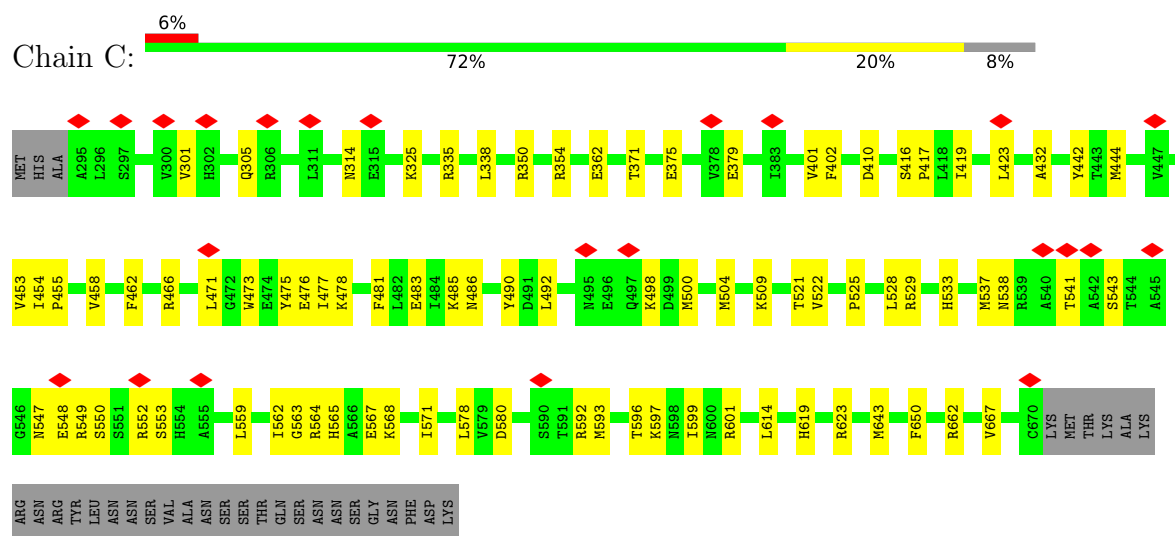 6%
Chain C:
72% 20% 8%
MET HIS ALA A295 L296 S297 V300 V301 H302 Q305 R306 L311 N314 E315 K325 R335 L338 R350 R354 E362 T371 E375 V378 E379 I383 V401 F402 D410 S416 P417 L418 I419 L423 A432 Y442 T443 M444 V447
V453 I454 P455 V458 F462 R466 L471 G472 W473 E474 Y475 E476 I477 K478 F481 L482 E483 I484 K485 N486 Y490 D491 L492 N495 E496 Q497 K498 D499 M500 M504 K509 T521 V522 P525 L528 R529 H533 M537 N538 R539 A540 T541 A542 S543 T544 A545
G546 N547 E548 R549 S550 S551 R552 S553 H554 A555 L559 I562 G563 R564 H565 A566 E567 K568 I571 L578 V579 D580 S590 T591 R592 M593 T596 K597 N598 I599 N600 R601 L614 H619 R623 M643 F650 R662 V667 C670 LYS MET THR LYS ALA LYS
ARG ASN ARG TYR LEU ASN ASN SER VAL ALA ASN SER SER THR GLN SER ASN ASN HIS SER GLY ASN PHE ASP LYS